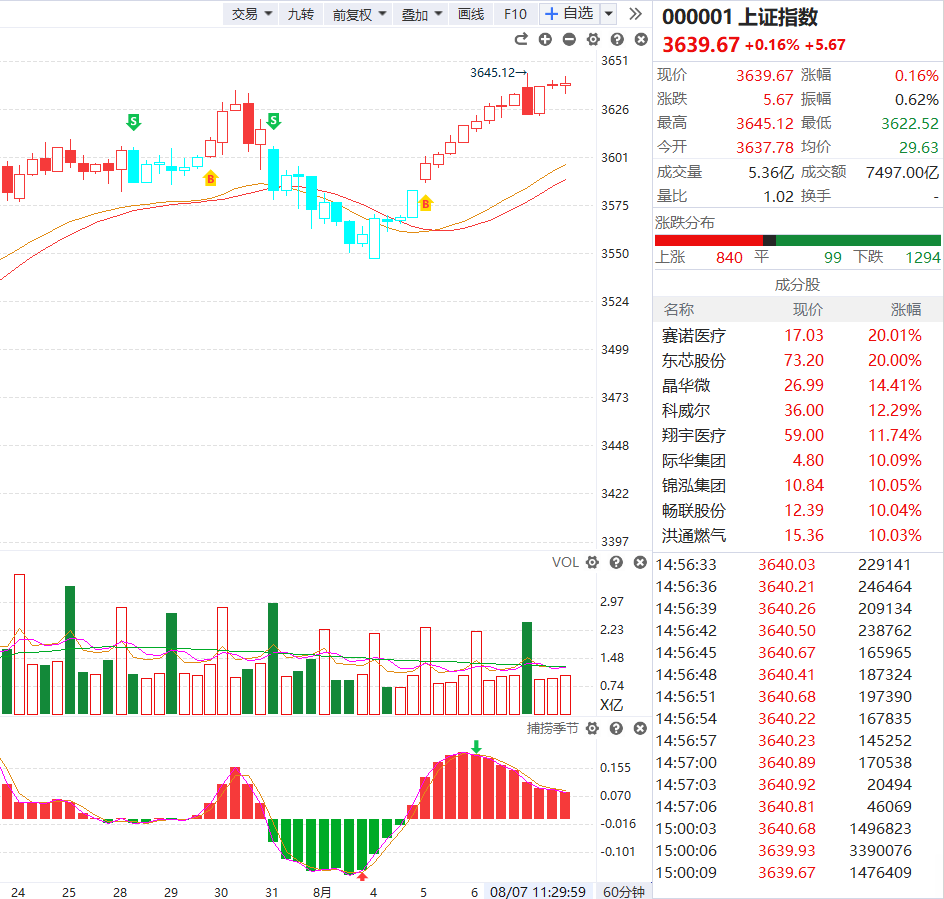 交易 九转 前复权 叠加 画线 F10 自选
000001 上证指数
3639.67 +0.16% +5.67
现价 3639.67 涨幅 0.16%
涨跌 5.67 振幅 0.62%
最高 3645.12 最低 3622.52
今开 3637.78 均价 29.63
成交量 5.36亿 成交额 7497.00亿
量比 1.02 换手 -
涨跌分布
上涨 840 平 99 下跌 1294
成分股
名称 现价 涨幅
赛诺医疗 17.03 20.01%
东芯股份 73.20 20.00%
晶华微 26.99 14.41%
科威尔 36.00 12.29%
翔宇医疗 59.00 11.74%
际华集团 4.80 10.09%
锦泓集团 10.84 10.05%
畅联股份 12.39 10.04%
洪通燃气 15.36 10.03%
14:56:33 3640.03 229141
14:56:36 3640.21 246464
14:56:39 3640.26 209134
14:56:42 3640.50 238762
14:56:45 3640.67 165965
14:56:48 3640.41 187324
14:56:51 3640.68 197390
14:56:54 3640.22 167835
14:56:57 3640.23 145252
14:57:00 3640.89 170538
14:57:03 3640.92 20494
14:57:06 3640.81 46069
15:00:03 3640.68 1496823
15:00:06 3639.93 3390076
15:00:09 3639.67 1476409
3645.12→
S
S
B
B
3651
3626
3601
3575
3550
3524
3499
3473
3448
3422
3397
VOL
2.97
2.23
1.48
0.74
X亿
捕捞季节
0.155
0.070
-0.016
-0.101
24 25 28 29 30 31 8月 4 5 6 08/07 11:29:59 60分钟